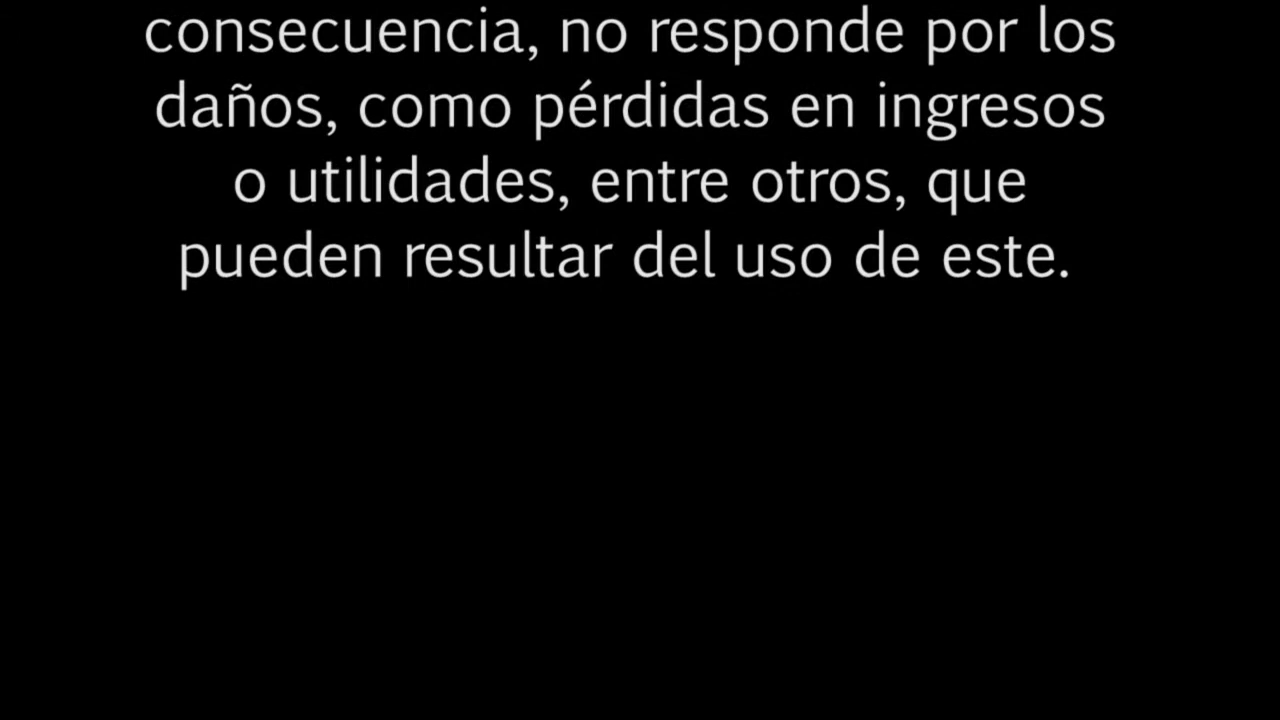 consecuencia, no responde por los
daños, como pérdidas en ingresos
o utilidades, entre otros, que
pueden resultar del uso de este.